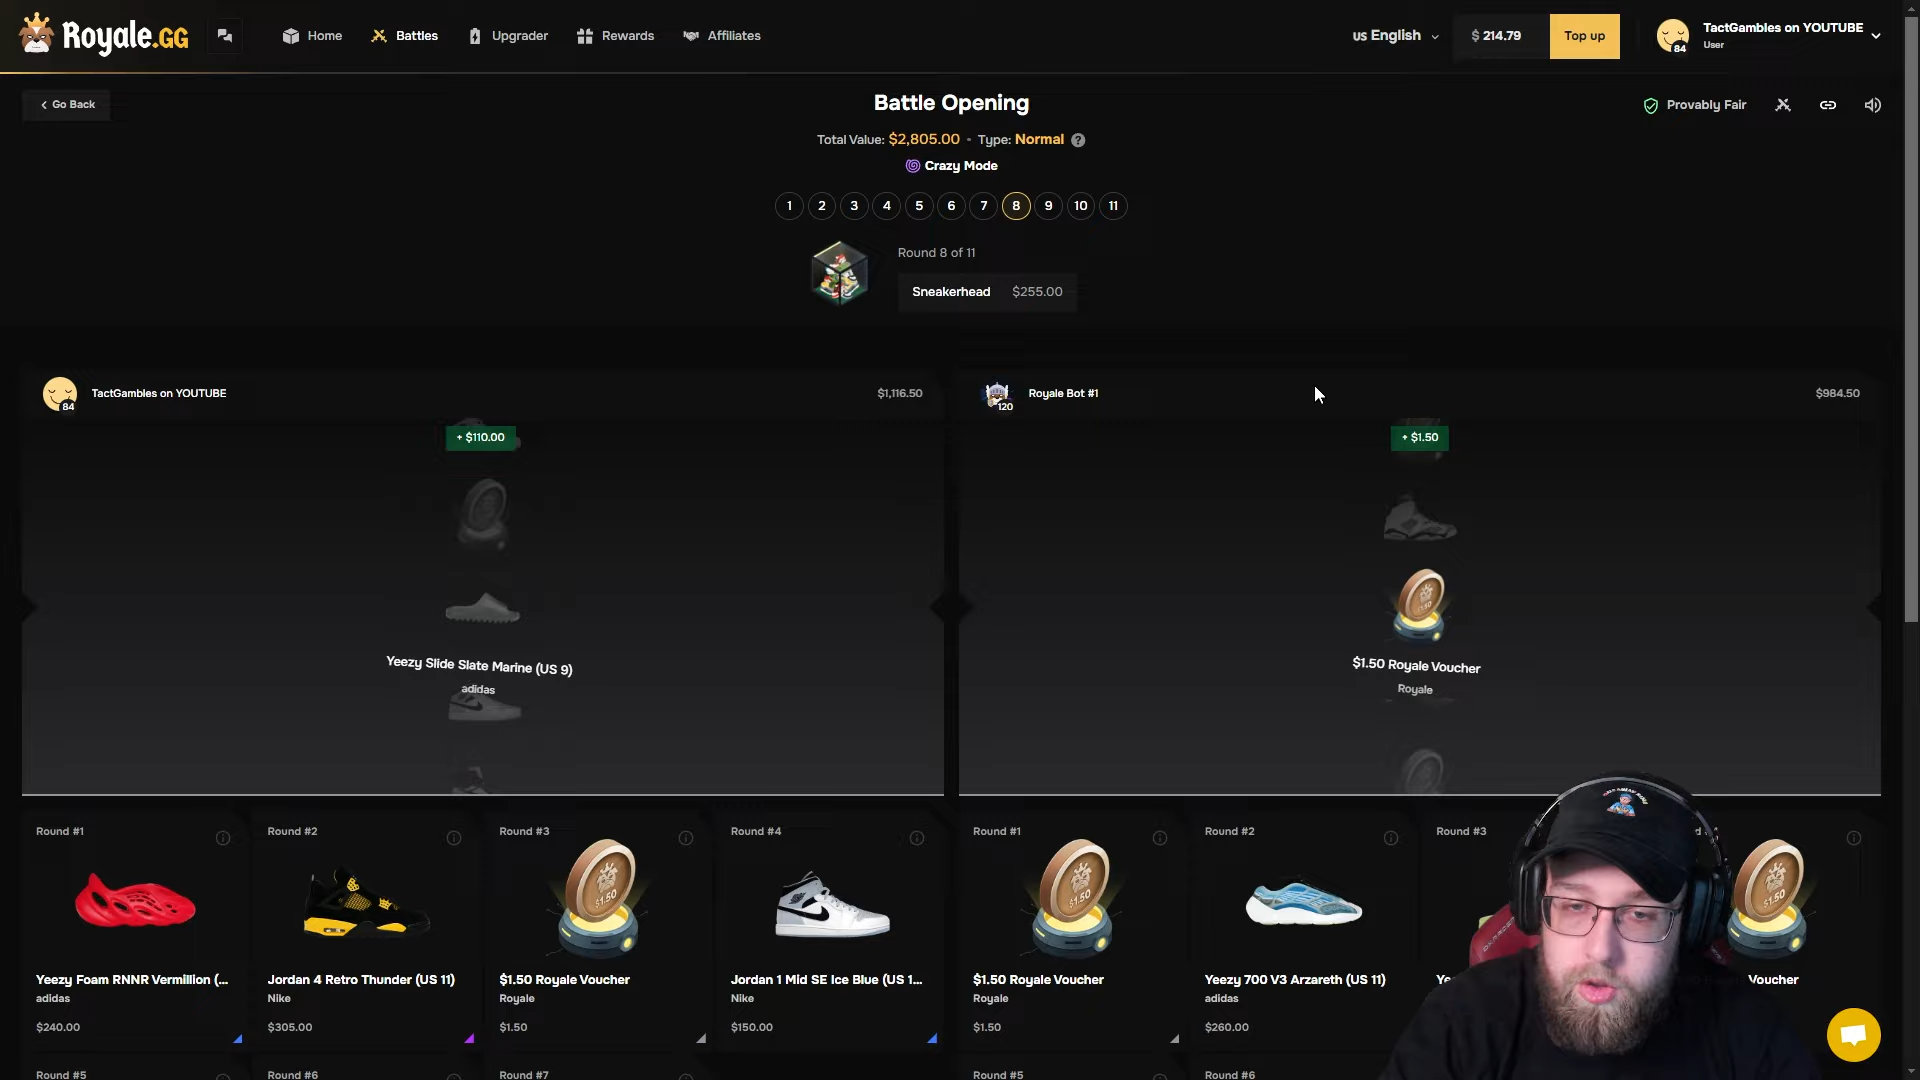 Royale.GG
Home
Battles
Upgrader
Rewards
Affiliates
us English
$ 214.79
Top up
84
TactGambles on YOUTUBE
User
Go Back
Battle Opening
Provably Fair
Total Value: $2,805.00 • Type: Normal ?
Crazy Mode
1 2 3 4 5 6 7 8 9 10 11
Round 8 of 11
Sneakerhead $255.00
84
TactGambles on YOUTUBE
$1,116.50
120
Royale Bot #1
$984.50
+ $110.00
+ $1.50
Yeezy Slide Slate Marine (US 9)
adidas
$1.50 Royale Voucher
Royale
Round #1
Round #2
Round #3
Round #4
Round #1
Round #2
Round #3
$1.50
$1.50
$1.50
Yeezy Foam RNNR Vermillion (...
adidas
$240.00
Jordan 4 Retro Thunder (US 11)
Nike
$305.00
$1.50 Royale Voucher
Royale
$1.50
Jordan 1 Mid SE Ice Blue (US 1...
Nike
$150.00
$1.50 Royale Voucher
Royale
$1.50
Yeezy 700 V3 Arzareth (US 11)
adidas
$260.00
Voucher
Round #5
Round #6
Round #7
Round #5
Round #6